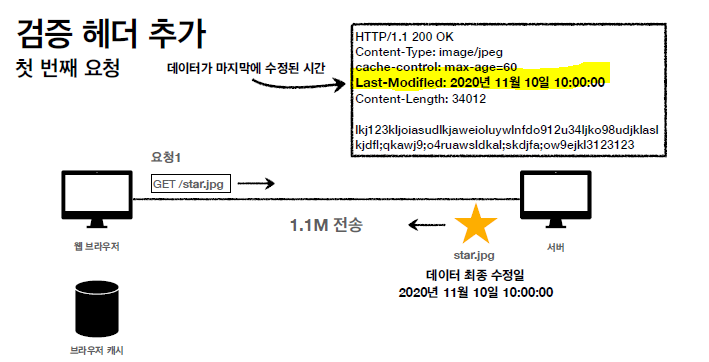 검증 헤더 추가
첫 번째 요청
데이터가 마지막에 수정된 시간
HTTP/1.1 200 OK
Content-Type: image/jpeg
cache-control: max-age=60
Last-Modified: 2020년 11월 10일 10:00:00
Content-Length: 34012
lkj123kljoiasudlkjaweioluywlnfdo912u34ljko98udjklasl
kjdfl;qkawj9;o4ruawsldkal;skdjfa;ow9ejkl3123123
요청1
GET /star.jpg
1.1M 전송
웹 브라우저
star.jpg
서버
데이터 최종 수정일
2020년 11월 10일 10:00:00
브라우저 캐시